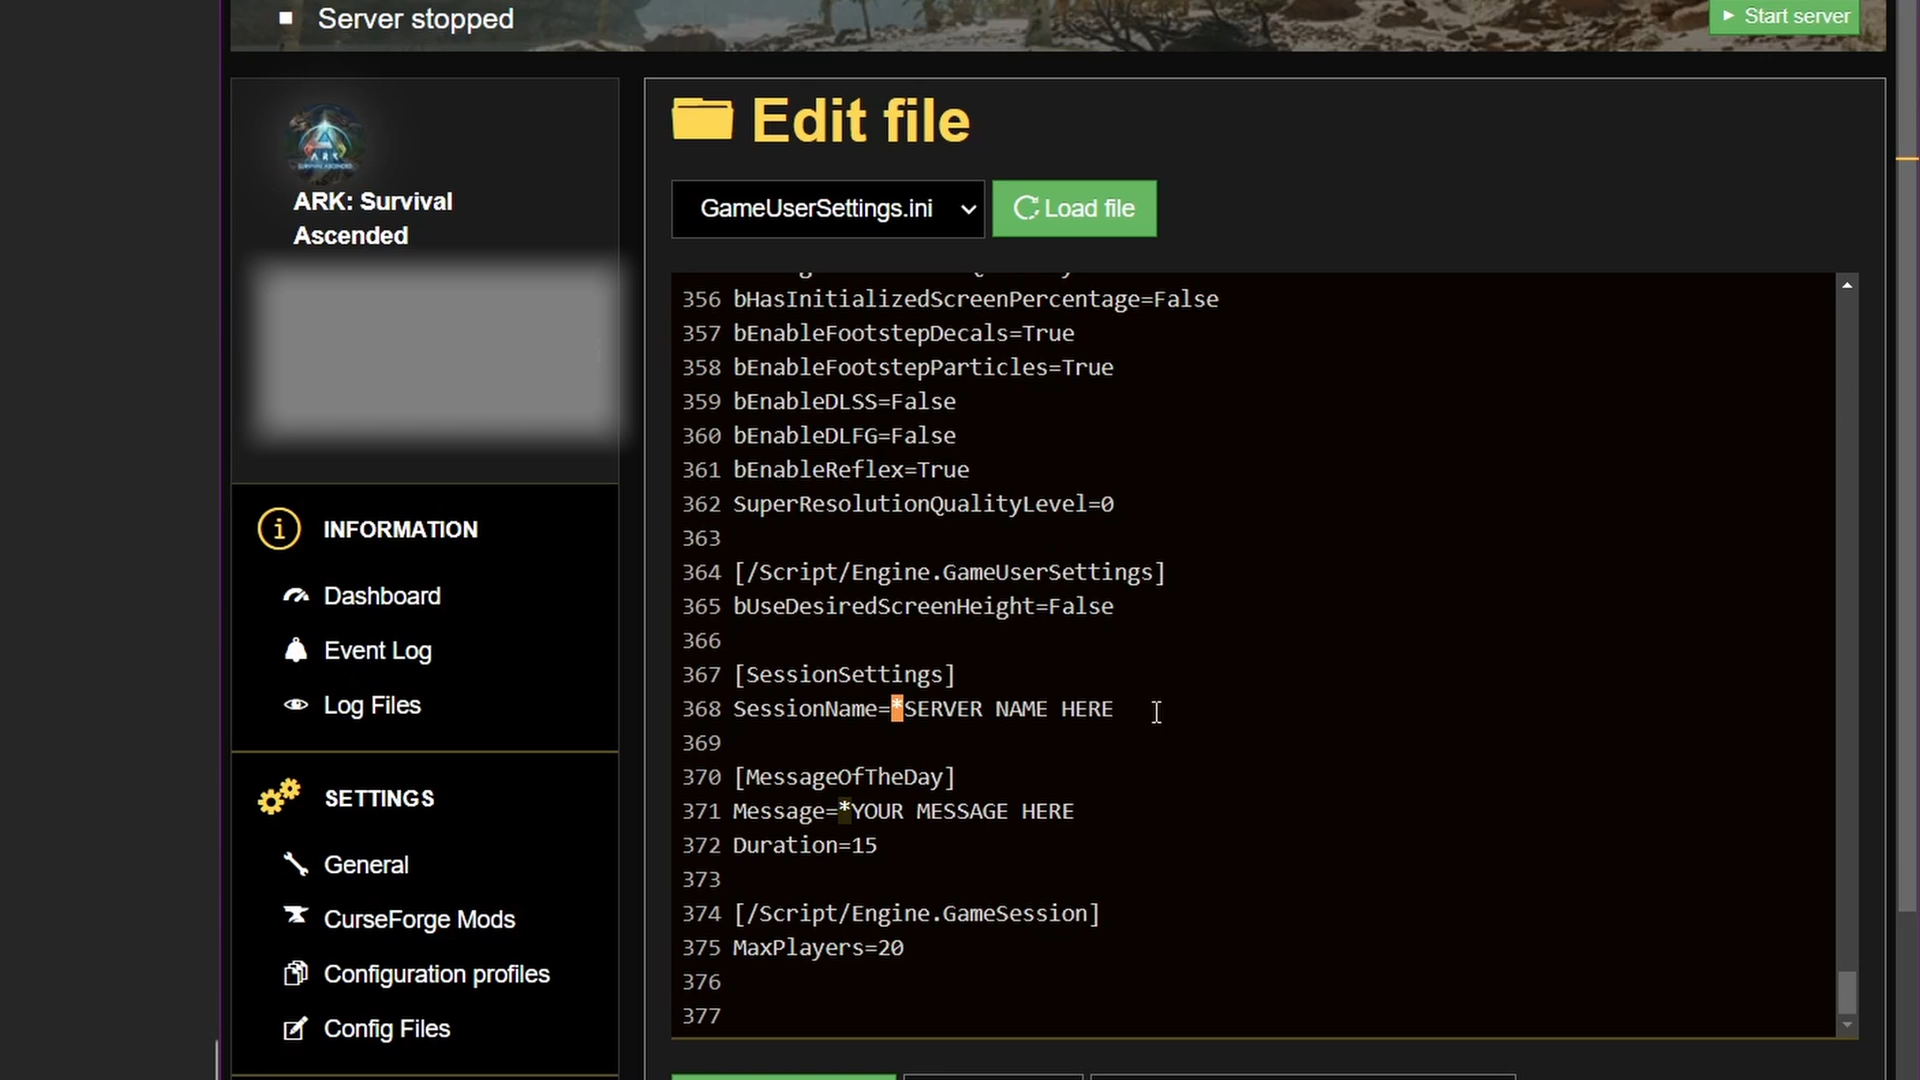 Server stopped
Start server
ARK
SURVIVAL ASCENDED
ARK: Survival
Ascended
INFORMATION
Dashboard
Event Log
Log Files
SETTINGS
General
CurseForge Mods
Configuration profiles
Config Files
Edit file
GameUserSettings.ini
Load file
356 bHasInitializedScreenPercentage=False
357 bEnableFootstepDecals=True
358 bEnableFootstepParticles=True
359 bEnableDLSS=False
360 bEnableDLFG=False
361 bEnableReflex=True
362 SuperResolutionQualityLevel=0
363
364 [/Script/Engine.GameUserSettings]
365 bUseDesiredScreenHeight=False
366
367 [SessionSettings]
368 SessionName=*SERVER NAME HERE
369
370 [MessageOfTheDay]
371 Message=*YOUR MESSAGE HERE
372 Duration=15
373
374 [/Script/Engine.GameSession]
375 MaxPlayers=20
376
377